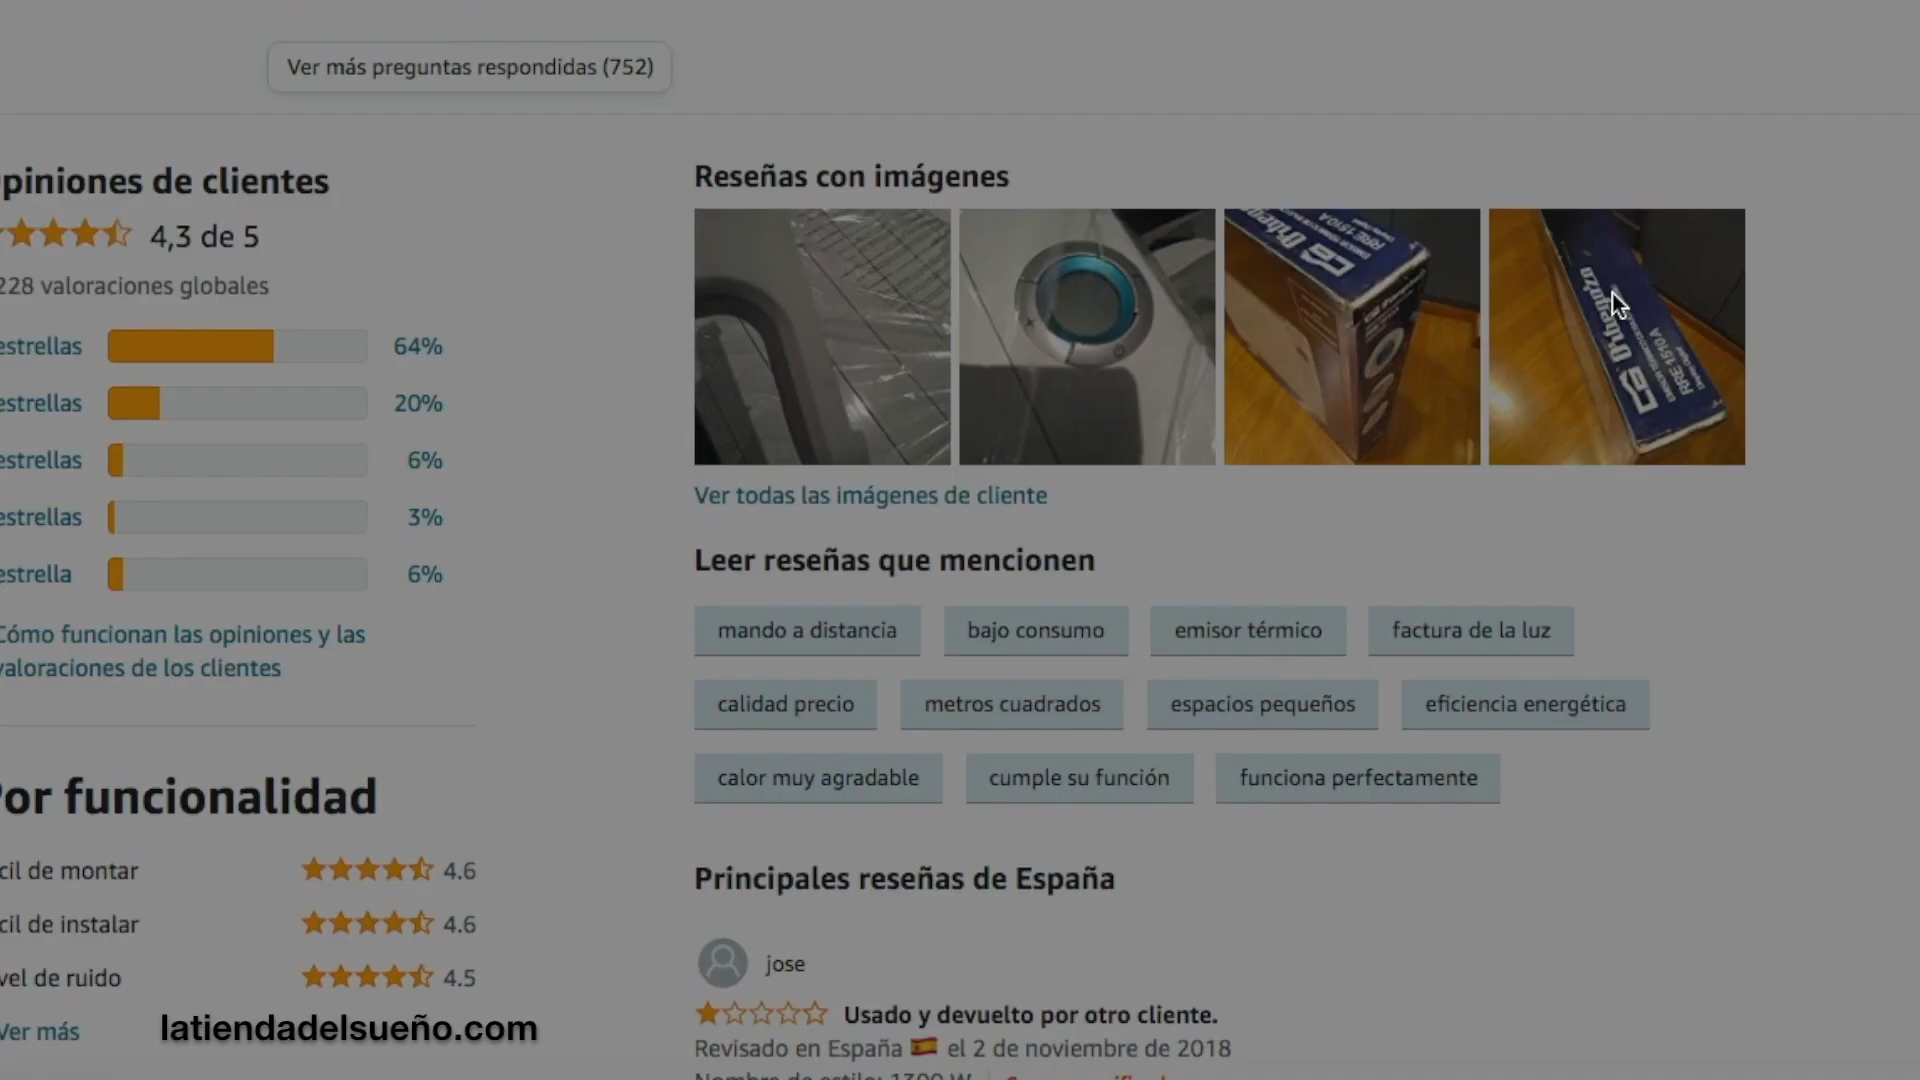 Ver más preguntas respondidas (752)
piniones de clientes
4,3 de 5
228 valoraciones globales
estrellas 64%
estrellas 20%
estrellas 6%
estrellas 3%
estrella 6%
Cómo funcionan las opiniones y las
valoraciones de los clientes
Por funcionalidad
cil de montar 4.6
cil de instalar 4.6
vel de ruido 4.5
Ver más
latiendadelsueño.com
Reseñas con imágenes
RRE 1510A
Orbegozo
RRE 1510A
Ver todas las imágenes de cliente
Leer reseñas que mencionen
mando a distancia bajo consumo emisor térmico factura de la luz
calidad precio metros cuadrados espacios pequeños eficiencia energética
calor muy agradable cumple su función funciona perfectamente
Principales reseñas de España
jose
Usado y devuelto por otro cliente.
Revisado en España el 2 de noviembre de 2018